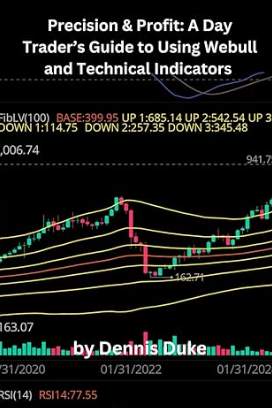 Precision & Profit: A Day
Trader's Guide to Using Webull
and Technical Indicators
FibLV(100) BASE:399.95 UP 1:685.14 UP 2:542.54 UP 3
DOWN 1:114.75 DOWN 2:257.35 DOWN 3:345.48
,006.74
941.7
162.71
163.07
by Dennis Duke
/31/2020 01/31/2022 01/31/2024
RSI(14) RSI14:77.55